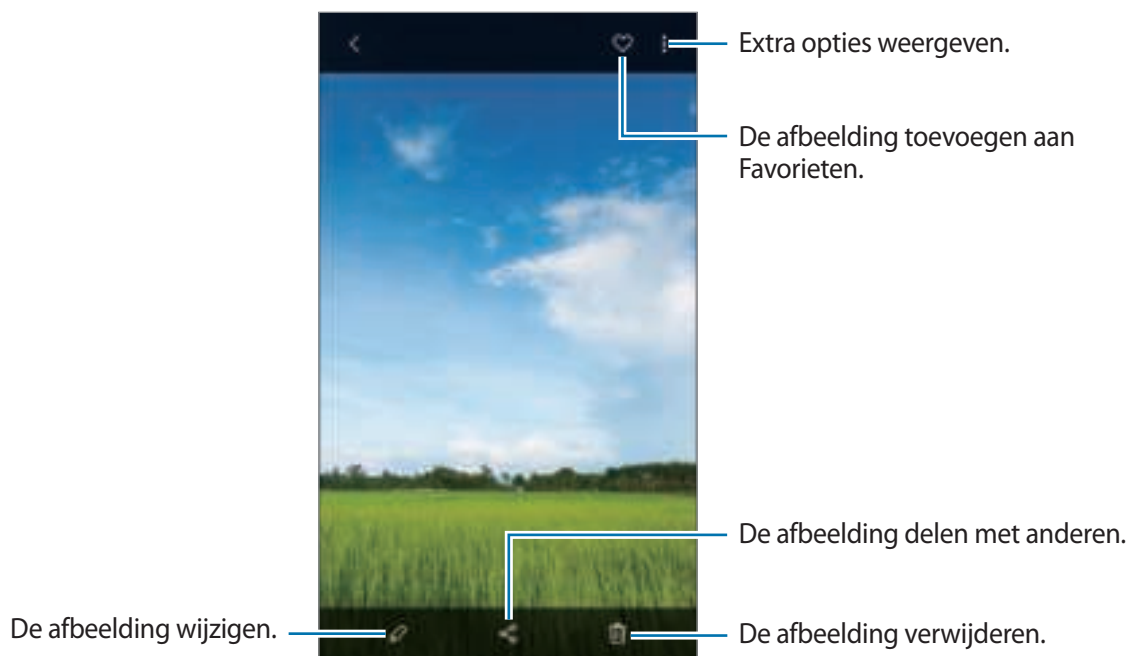 Extra opties weergeven.
De afbeelding toevoegen aan
Favorieten.
De afbeelding delen met anderen.
De afbeelding wijzigen.
De afbeelding verwijderen.